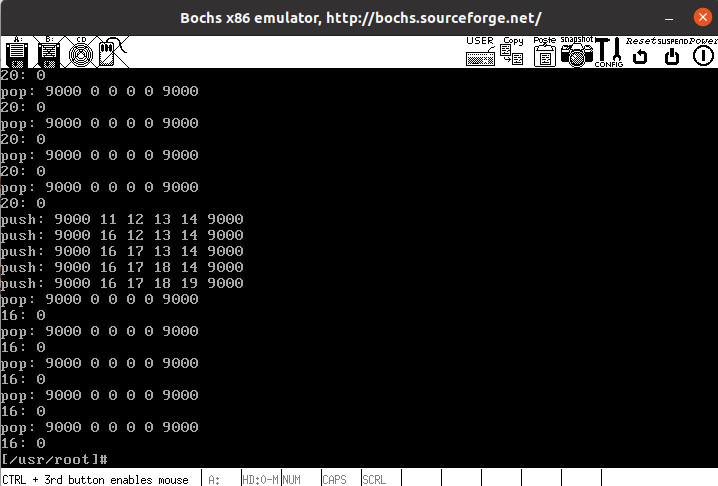 Bochs x86 emulator, http://bochs.sourceforge.net/
A: B: CD USER Copy Paste snapshot CONFIG Reset SUSPEND Power
20: 0
pop: 9000 0 0 0 0 9000
20: 0
pop: 9000 0 0 0 0 9000
20: 0
pop: 9000 0 0 0 0 9000
20: 0
pop: 9000 0 0 0 0 9000
20: 0
push: 9000 11 12 13 14 9000
push: 9000 16 12 13 14 9000
push: 9000 16 17 13 14 9000
push: 9000 16 17 18 14 9000
push: 9000 16 17 18 19 9000
pop: 9000 0 0 0 0 9000
16: 0
pop: 9000 0 0 0 0 9000
16: 0
pop: 9000 0 0 0 0 9000
16: 0
pop: 9000 0 0 0 0 9000
16: 0
pop: 9000 0 0 0 0 9000
16: 0
[/usr/root]#
CTRL + 3rd button enables mouse A: HD:0-M NUM CAPS SCRL